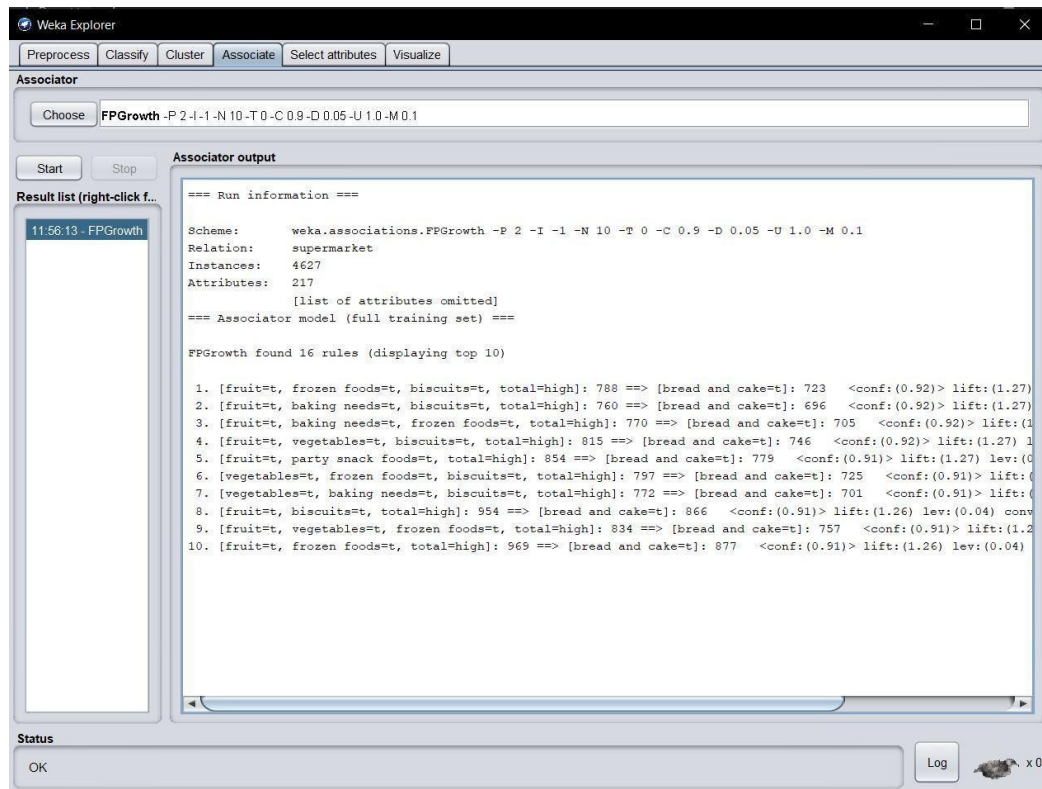 Weka Explorer
Preprocess Classify Cluster Associate Select attributes Visualize
Associator
Choose FPGrowth -P 2 -I -1 -N 10 -T 0 -C 0.9 -D 0.05 -U 1.0 -M 0.1
Start Stop
Result list (right-click f...
11:56:13 - FPGrowth
Associator output
=== Run information ===
Scheme: weka.associations.FPGrowth -P 2 -I -1 -N 10 -T 0 -C 0.9 -D 0.05 -U 1.0 -M 0.1
Relation: supermarket
Instances: 4627
Attributes: 217
[list of attributes omitted]
=== Associator model (full training set) ===
FPGrowth found 16 rules (displaying top 10)
1. [fruit=t, frozen foods=t, biscuits=t, total=high]: 788 ==> [bread and cake=t]: 723 <conf:(0.92)> lift:(1.27)
2. [fruit=t, baking needs=t, biscuits=t, total=high]: 760 ==> [bread and cake=t]: 696 <conf:(0.92)> lift:(1.27)
3. [fruit=t, baking needs=t, frozen foods=t, total=high]: 770 ==> [bread and cake=t]: 705 <conf:(0.92)> lift:(1
4. [fruit=t, vegetables=t, biscuits=t, total=high]: 815 ==> [bread and cake=t]: 746 <conf:(0.92)> lift:(1.27) l
5. [fruit=t, party snack foods=t, total=high]: 854 ==> [bread and cake=t]: 779 <conf:(0.91)> lift:(1.27) lev:(0
6. [vegetables=t, frozen foods=t, biscuits=t, total=high]: 797 ==> [bread and cake=t]: 725 <conf:(0.91)> lift:(
7. [vegetables=t, baking needs=t, biscuits=t, total=high]: 772 ==> [bread and cake=t]: 701 <conf:(0.91)> lift:(
8. [fruit=t, biscuits=t, total=high]: 954 ==> [bread and cake=t]: 866 <conf:(0.91)> lift:(1.26) lev:(0.04) conv
9. [fruit=t, vegetables=t, frozen foods=t, total=high]: 834 ==> [bread and cake=t]: 757 <conf:(0.91)> lift:(1.2
10. [fruit=t, frozen foods=t, total=high]: 969 ==> [bread and cake=t]: 877 <conf:(0.91)> lift:(1.26) lev:(0.04)
Status
OK
Log
x 0